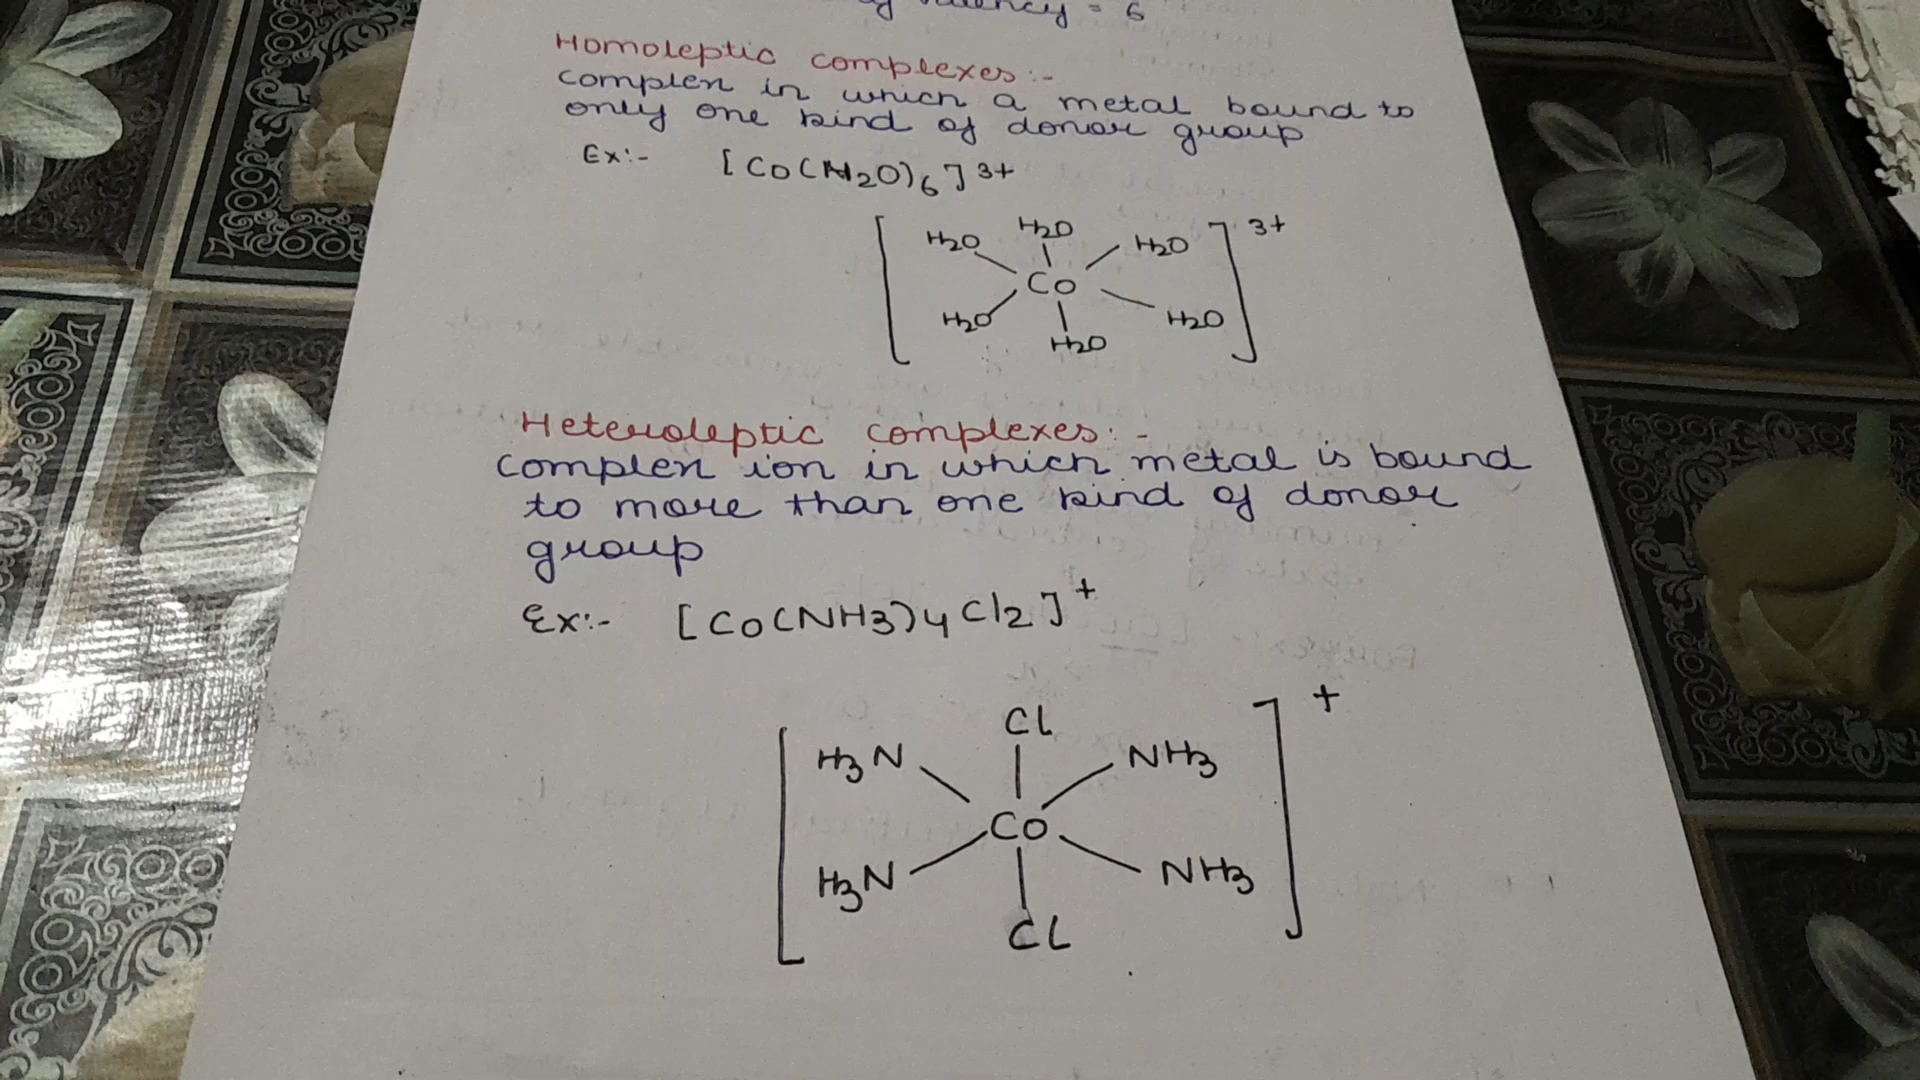 valency = 6
Homoleptic complexes :-
complex in which a metal bound to
only one kind of donor group
Ex:- [Co(H2O)6]3+
[ H2O H2O H2O ] 3+
Co
H2O H2O H2O
Heteroleptic complexes: -
complex ion in which metal is bound
to more than one kind of donor
group
Ex:- [Co(NH3)4Cl2]+
[ H3N Cl NH3 ] +
Co
H3N Cl NH3